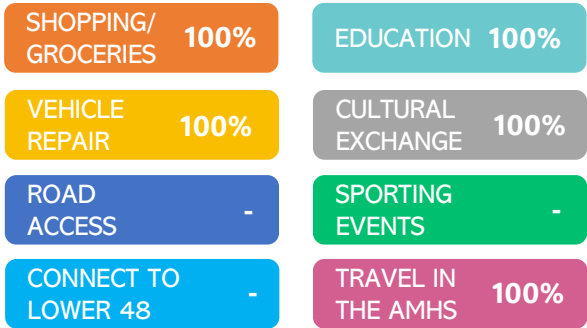 SHOPPING/
GROCERIES 100%
EDUCATION 100%
VEHICLE
REPAIR 100%
CULTURAL
EXCHANGE 100%
ROAD
ACCESS -
SPORTING
EVENTS -
CONNECT TO
LOWER 48 -
TRAVEL IN
THE AMHS 100%